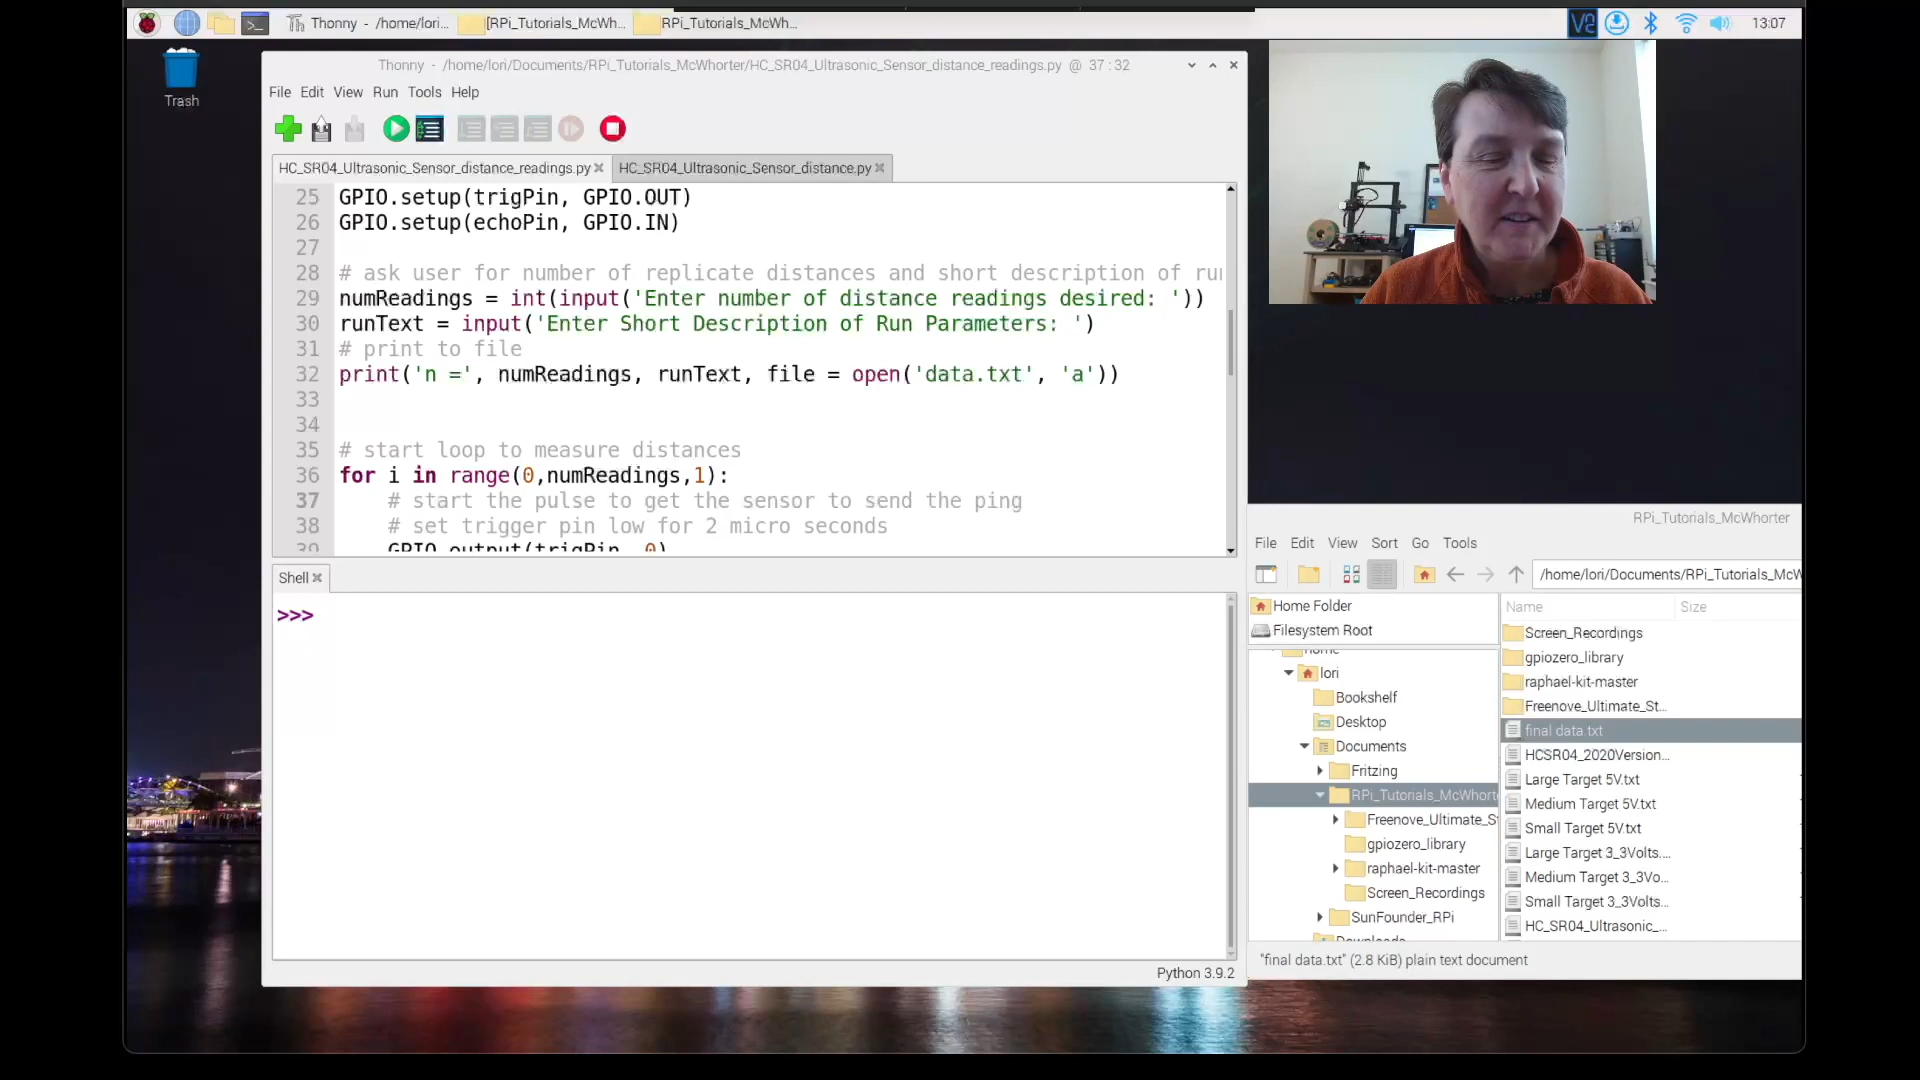 Thonny - /home/lori...
[RPi_Tutorials_McWh...
RPi_Tutorials_McWh...
V2
13:07
Trash
Thonny - /home/lori/Documents/RPi_Tutorials_McWhorter/HC_SR04_Ultrasonic_Sensor_distance_readings.py @ 37 : 32
File Edit View Run Tools Help
HC_SR04_Ultrasonic_Sensor_distance_readings.py
HC_SR04_Ultrasonic_Sensor_distance.py
25 GPIO.setup(trigPin, GPIO.OUT)
26 GPIO.setup(echoPin, GPIO.IN)
27
28 # ask user for number of replicate distances and short description of run
29 numReadings = int(input('Enter number of distance readings desired: '))
30 runText = input('Enter Short Description of Run Parameters: ')
31 # print to file
32 print('n =', numReadings, runText, file = open('data.txt', 'a'))
33
34
35 # start loop to measure distances
36 for i in range(0,numReadings,1):
37 # start the pulse to get the sensor to send the ping
38 # set trigger pin low for 2 micro seconds
39 GPIO.output(trigPin, 0)
Shell
>>>
Python 3.9.2
RPi_Tutorials_McWhorter
File Edit View Sort Go Tools
/home/lori/Documents/RPi_Tutorials_McW
Home Folder
Filesystem Root
home
lori
Bookshelf
Desktop
Documents
Fritzing
RPi_Tutorials_McWhorte
Freenove_Ultimate_S
gpiozero_library
raphael-kit-master
Screen_Recordings
SunFounder_RPi
Downloads
Name Size
Screen_Recordings
gpiozero_library
raphael-kit-master
Freenove_Ultimate_St...
final data.txt
HCSR04_2020Version...
Large Target 5V.txt
Medium Target 5V.txt
Small Target 5V.txt
Large Target 3_3Volts....
Medium Target 3_3Vo...
Small Target 3_3Volts...
HC_SR04_Ultrasonic_...
"final data.txt" (2.8 KiB) plain text document